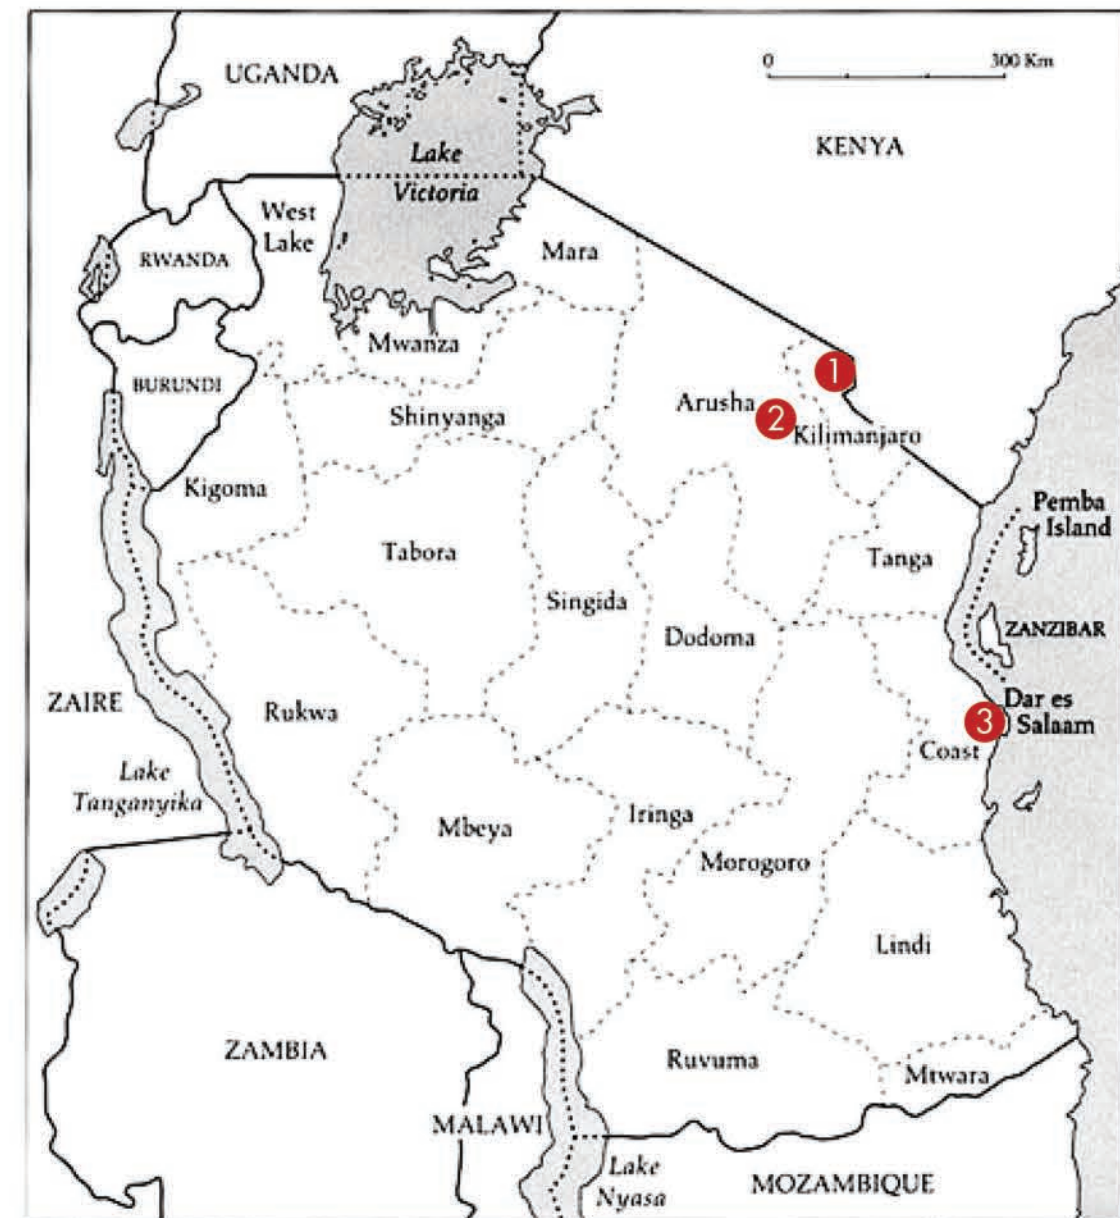 0 300 Km
UGANDA
KENYA
Lake
Victoria
West
Lake
Mara
RWANDA
Mwanza
1
BURUNDI
Shinyanga
Arusha
2
Kilimanjaro
Kigoma
Pemba
Island
Tabora
Tanga
Singida
ZANZIBAR
Dodoma
ZAIRE
Rukwa
Dar es
Salaam
3
Coast
Lake
Tanganyika
Iringa
Mbeya
Morogoro
Lindi
ZAMBIA
Ruvuma
Mtwara
MALAWI
Lake
Nyasa
MOZAMBIQUE